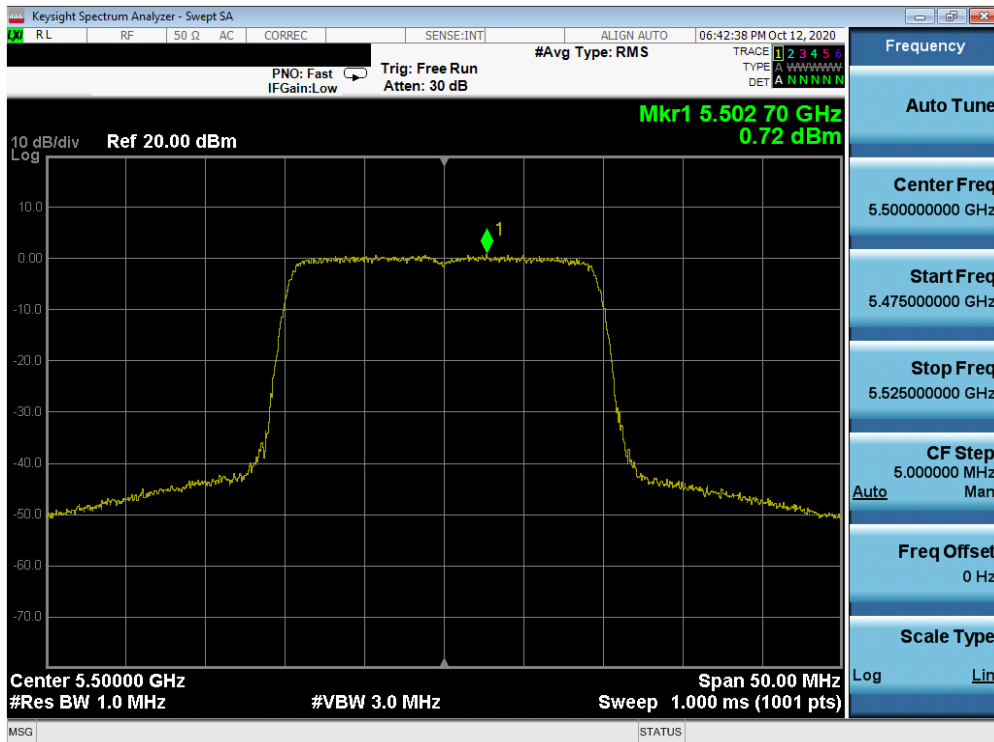 Keysight Spectrum Analyzer - Swept SA
LXI RL RF 50 Ω AC CORREC SENSE:INT ALIGN AUTO 06:42:38 PM Oct 12, 2020
Frequency
#Avg Type: RMS
TRACE 1 2 3 4 5 6
PNO: Fast Trig: Free Run
TYPE A WWWWW
IFGain:Low Atten: 30 dB
DET A N N N N N
Auto Tune
Mkr1 5.502 70 GHz
0.72 dBm
10 dB/div Ref 20.00 dBm
Log
Center Freq
5.500000000 GHz
10.0
1
0.00
Start Freq
5.475000000 GHz
-10.0
-20.0
Stop Freq
5.525000000 GHz
-30.0
-40.0
CF Step
5.000000 MHz
Auto Man
-50.0
-60.0
Freq Offset
0 Hz
-70.0
Scale Type
Log Lin
Center 5.50000 GHz Span 50.00 MHz
#Res BW 1.0 MHz #VBW 3.0 MHz Sweep 1.000 ms (1001 pts)
MSG STATUS